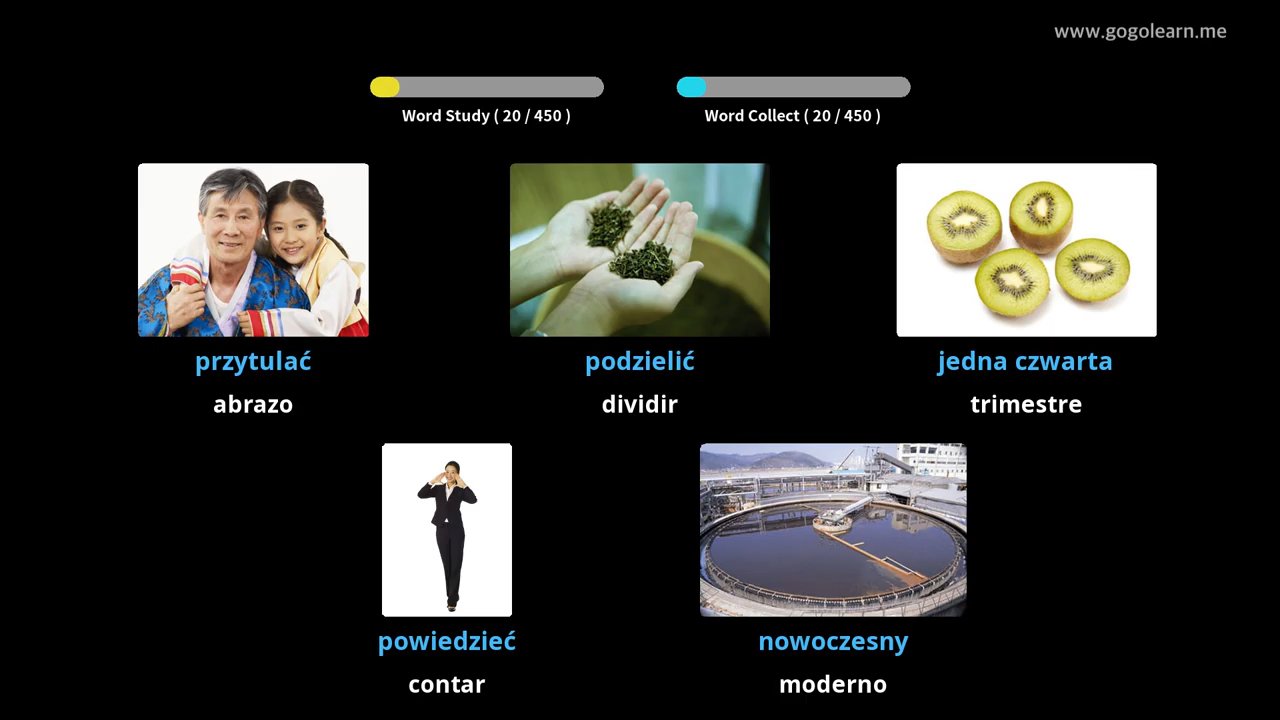 www.gogolearn.me
Word Study ( 20 / 450 )
Word Collect ( 20 / 450 )
przytulać
abrazo
podzielić
dividir
jedna czwarta
trimestre
powiedzieć
contar
nowoczesny
moderno